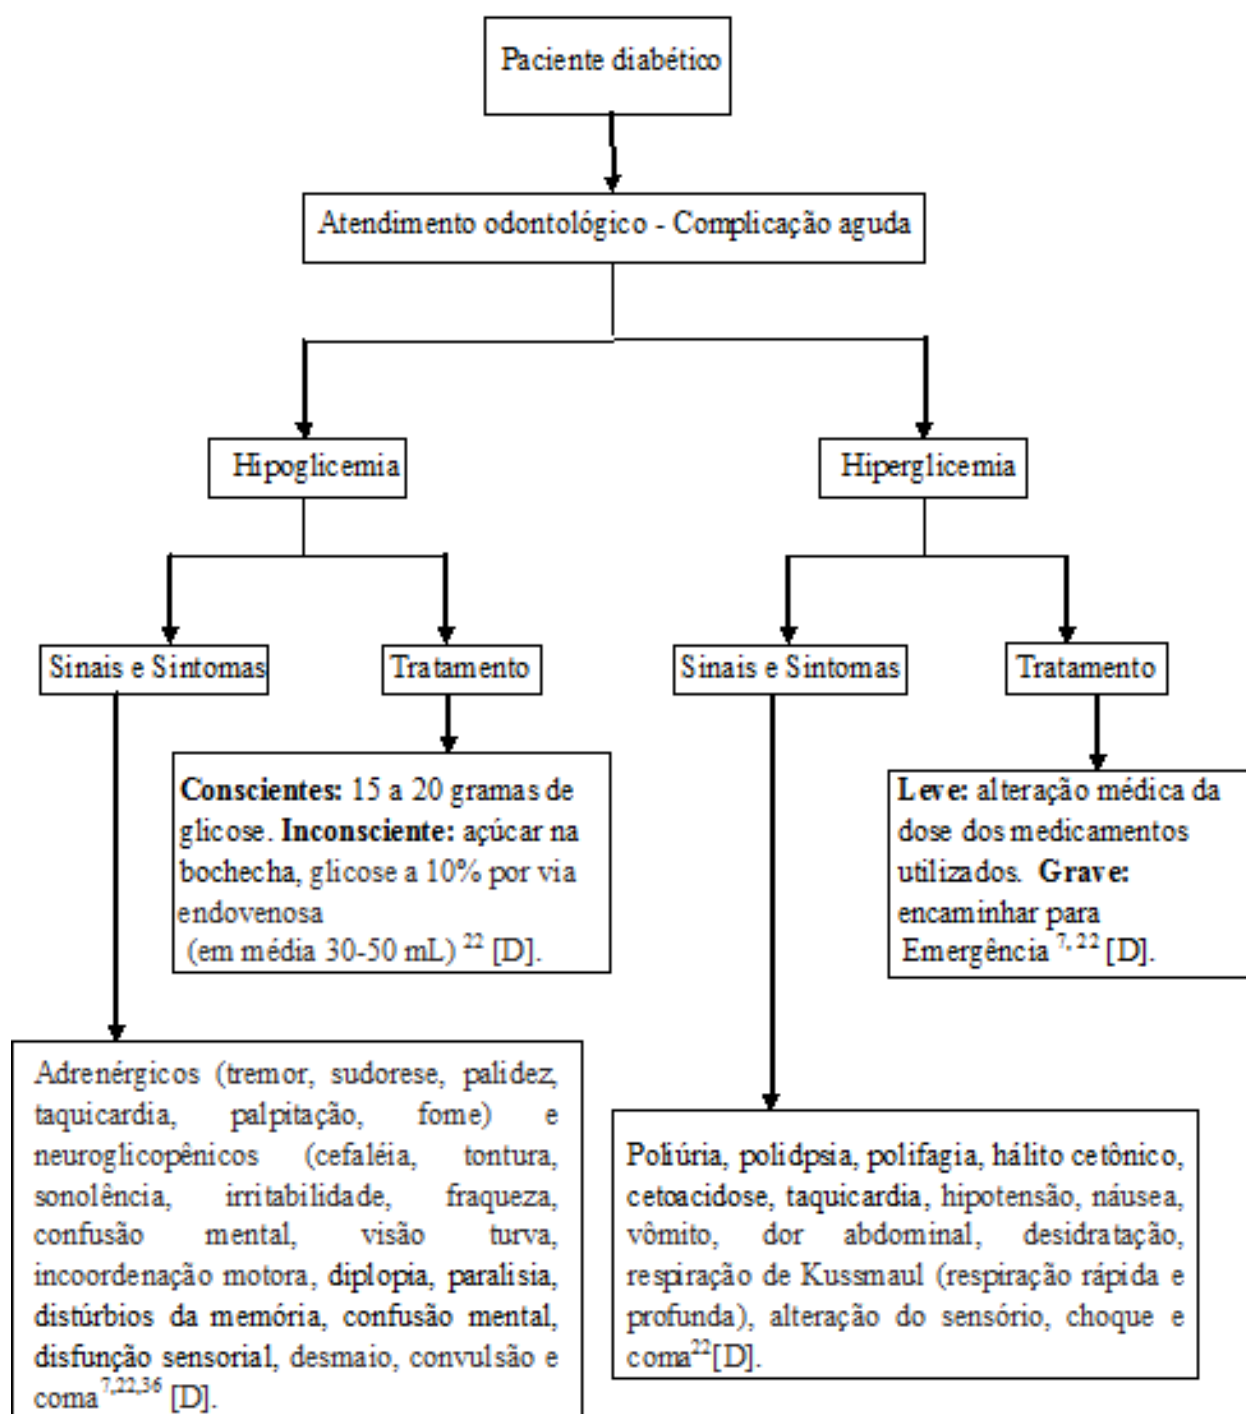 Paciente diabético
Atendimento odontológico - Complicação aguda
Hipoglicemia
Hiperglicemia
Sinais e Sintomas
Tratamento
Sinais e Sintomas
Tratamento
Conscientes: 15 a 20 gramas de
glicose. Inconsciente: açúcar na
bochecha, glicose a 10% por via
endovenosa
(em média 30-50 mL) 22 [D].
Leve: alteração médica da
dose dos medicamentos
utilizados. Grave:
encaminhar para
Emergência 7, 22 [D].
Adrenérgicos (tremor, sudorese, palidez,
taquicardia, palpitação, fome) e
neuroglicopênicos (cefaléia, tontura,
sonolência, irritabilidade, fraqueza,
confusão mental, visão turva,
incoordenação motora, diplopia, paralisia,
distúrbios da memória, confusão mental,
disfunção sensorial, desmaio, convulsão e
coma7,22,36 [D].
Poliúria, polidpsia, polifagia, hálito cetônico,
cetoacidose, taquicardia, hipotensão, náusea,
vômito, dor abdominal, desidratação,
respiração de Kussmaul (respiração rápida e
profunda), alteração do sensório, choque e
coma22[D].